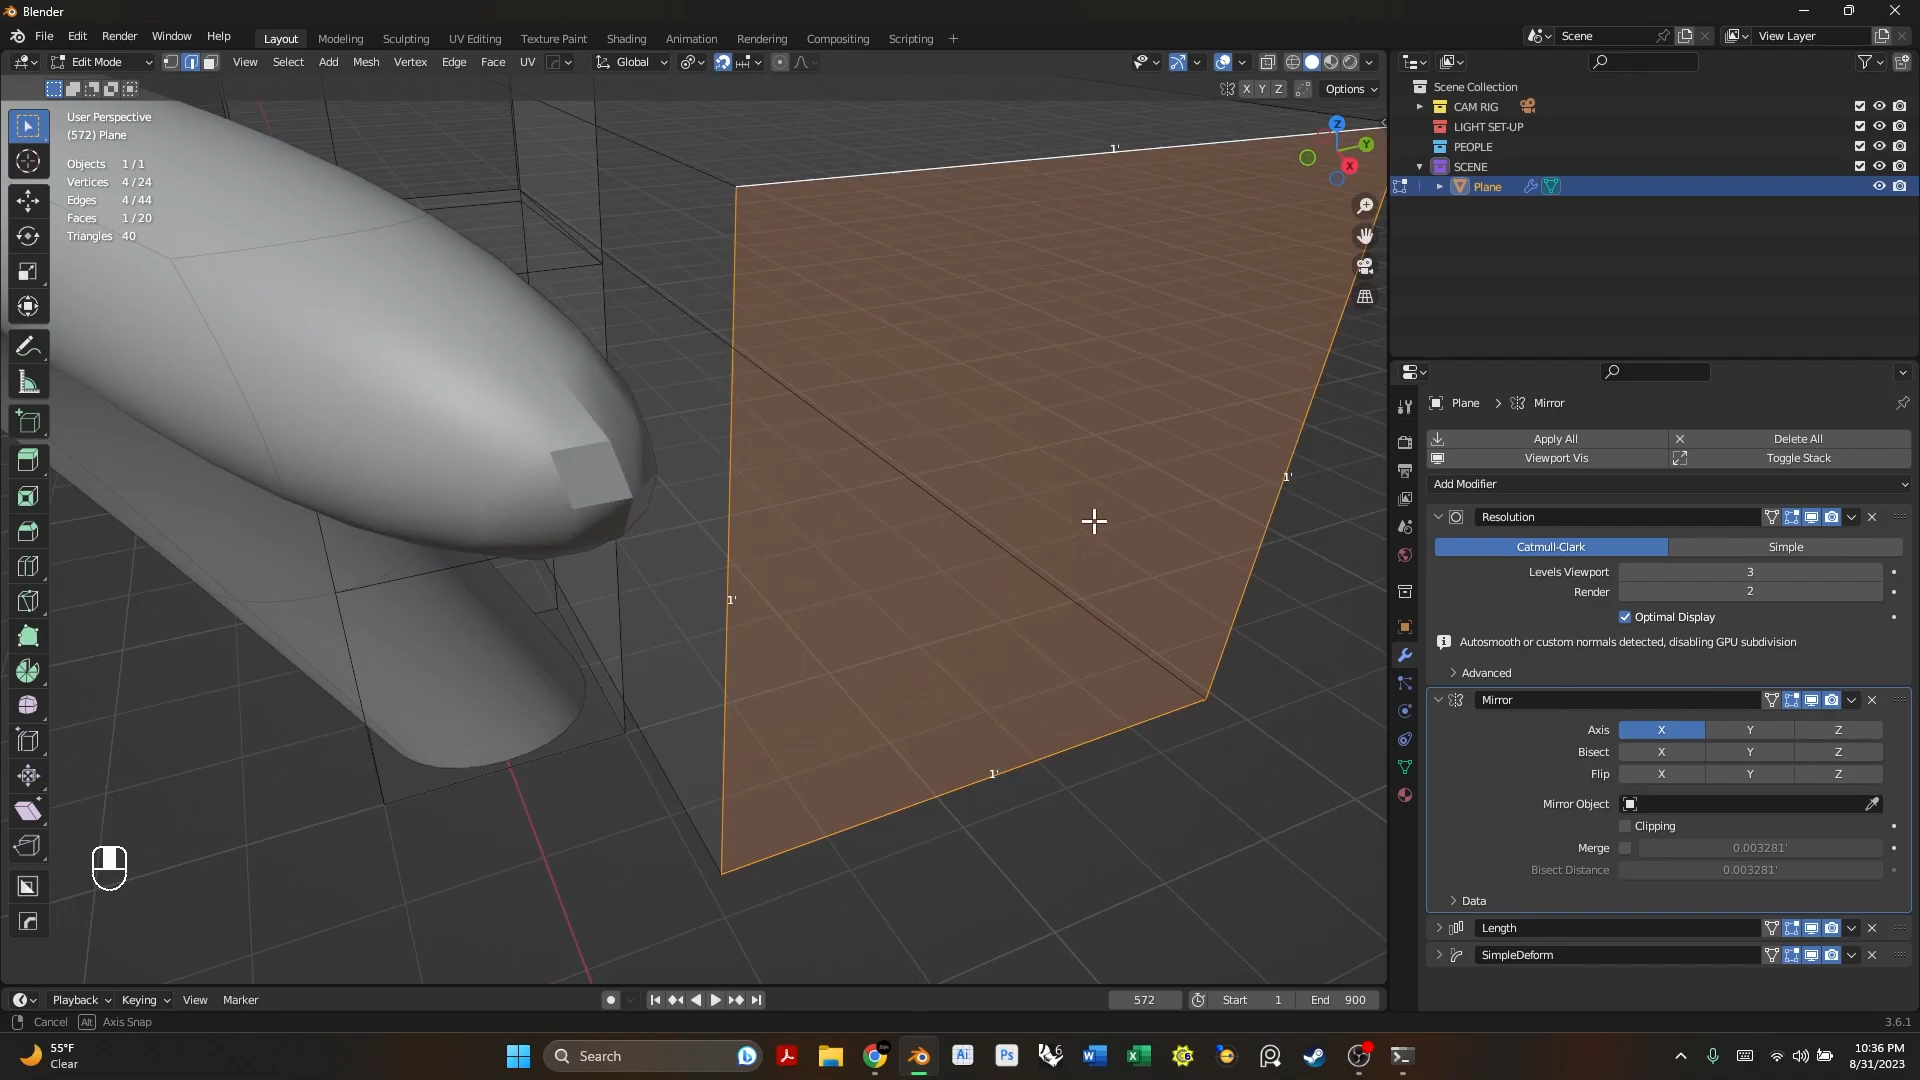 Blender
File Edit Render Window Help Layout Modeling Sculpting UV Editing Texture Paint Shading Animation Rendering Compositing Scripting + Scene View Layer
Edit Mode View Select Add Mesh Vertex Edge Face UV Global
X Y Z Options
User Perspective
(572) Plane
Objects 1/1
Vertices 4/24
Edges 4/44
Faces 1/20
Triangles 40
Z
Y
X
1'
1'
1'
1'
Scene Collection
CAM RIG
LIGHT SET-UP
PEOPLE
SCENE
Plane
Plane > Mirror
Apply All Delete All
Viewport Vis Toggle Stack
Add Modifier
Resolution
Catmull-Clark Simple
Levels Viewport 3
Render 2
Optimal Display
Autosmooth or custom normals detected, disabling GPU subdivision
Advanced
Mirror
Axis X Y Z
Bisect X Y Z
Flip X Y Z
Mirror Object
Clipping
Merge 0.003281'
Bisect Distance 0.003281'
Data
Length
SimpleDeform
Playback Keying View Marker 572 Start 1 End 900
Cancel Alt Axis Snap 3.6.1
55°F
Clear
Search
Ai Ps 6
10:36 PM
8/31/2023